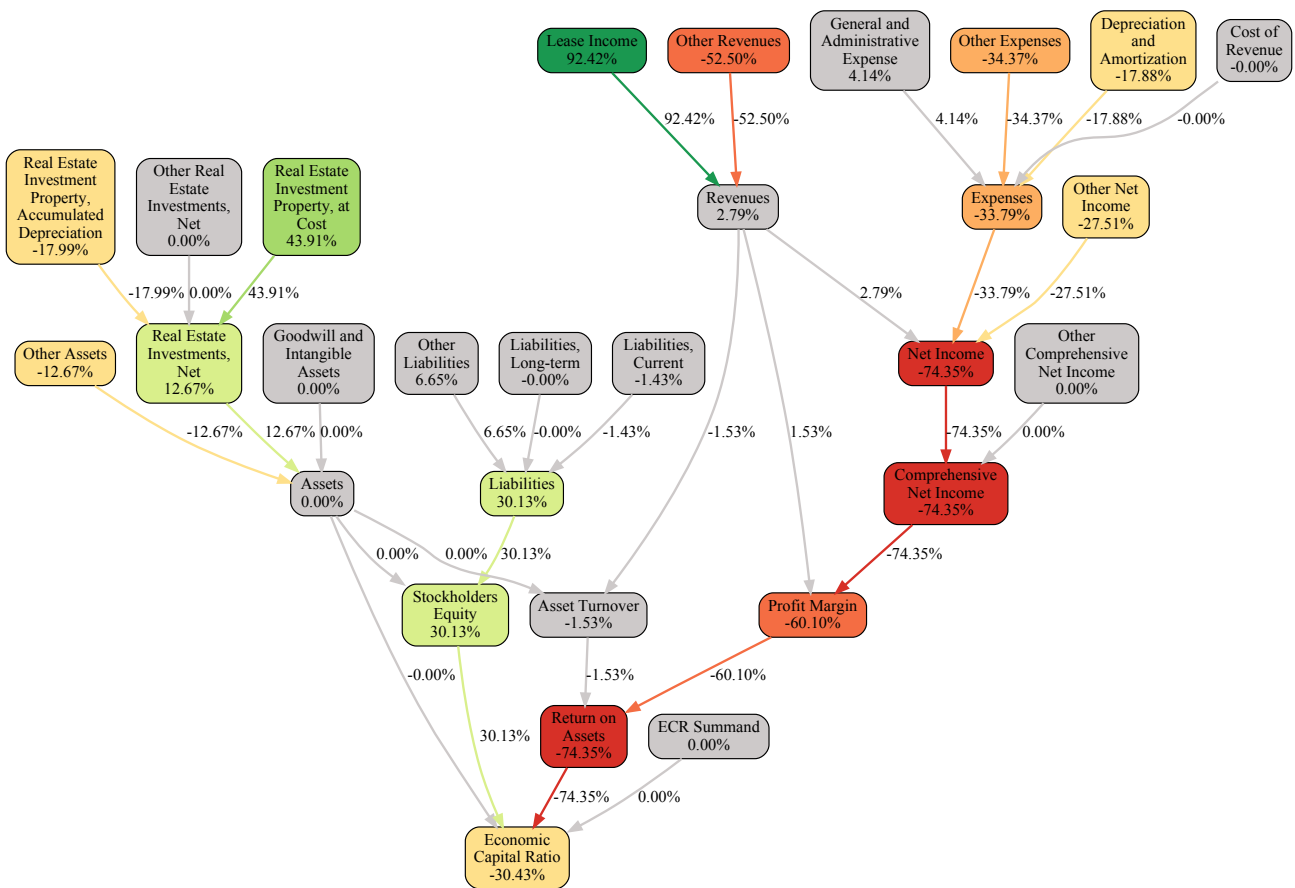 Lease Income
92.42%
Other Revenues
-52.50%
General and
Administrative
Expense
4.14%
Other Expenses
-34.37%
Depreciation
and
Amortization
-17.88%
Cost of
Revenue
-0.00%
92.42%
-52.50%
4.14%
-34.37%
-17.88%
-0.00%
Real Estate
Investment
Property,
Accumulated
Depreciation
-17.99%
Other Real
Estate
Investments,
Net
0.00%
Real Estate
Investment
Property, at
Cost
43.91%
Revenues
2.79%
Expenses
-33.79%
Other Net
Income
-27.51%
-17.99%
0.00%
43.91%
2.79%
-33.79%
-27.51%
Other Assets
-12.67%
Real Estate
Investments,
Net
12.67%
Goodwill and
Intangible
Assets
0.00%
Other
Liabilities
6.65%
Liabilities,
Long-term
-0.00%
Liabilities,
Current
-1.43%
Net Income
-74.35%
Other
Comprehensive
Net Income
0.00%
-12.67%
12.67%
0.00%
6.65%
-0.00%
-1.43%
-1.53%
1.53%
-74.35%
0.00%
Assets
0.00%
Liabilities
30.13%
Comprehensive
Net Income
-74.35%
0.00%
0.00%
30.13%
-74.35%
Stockholders
Equity
30.13%
Asset Turnover
-1.53%
Profit Margin
-60.10%
-0.00%
-1.53%
-60.10%
30.13%
Return on
Assets
-74.35%
ECR Summand
0.00%
-74.35%
0.00%
Economic
Capital Ratio
-30.43%